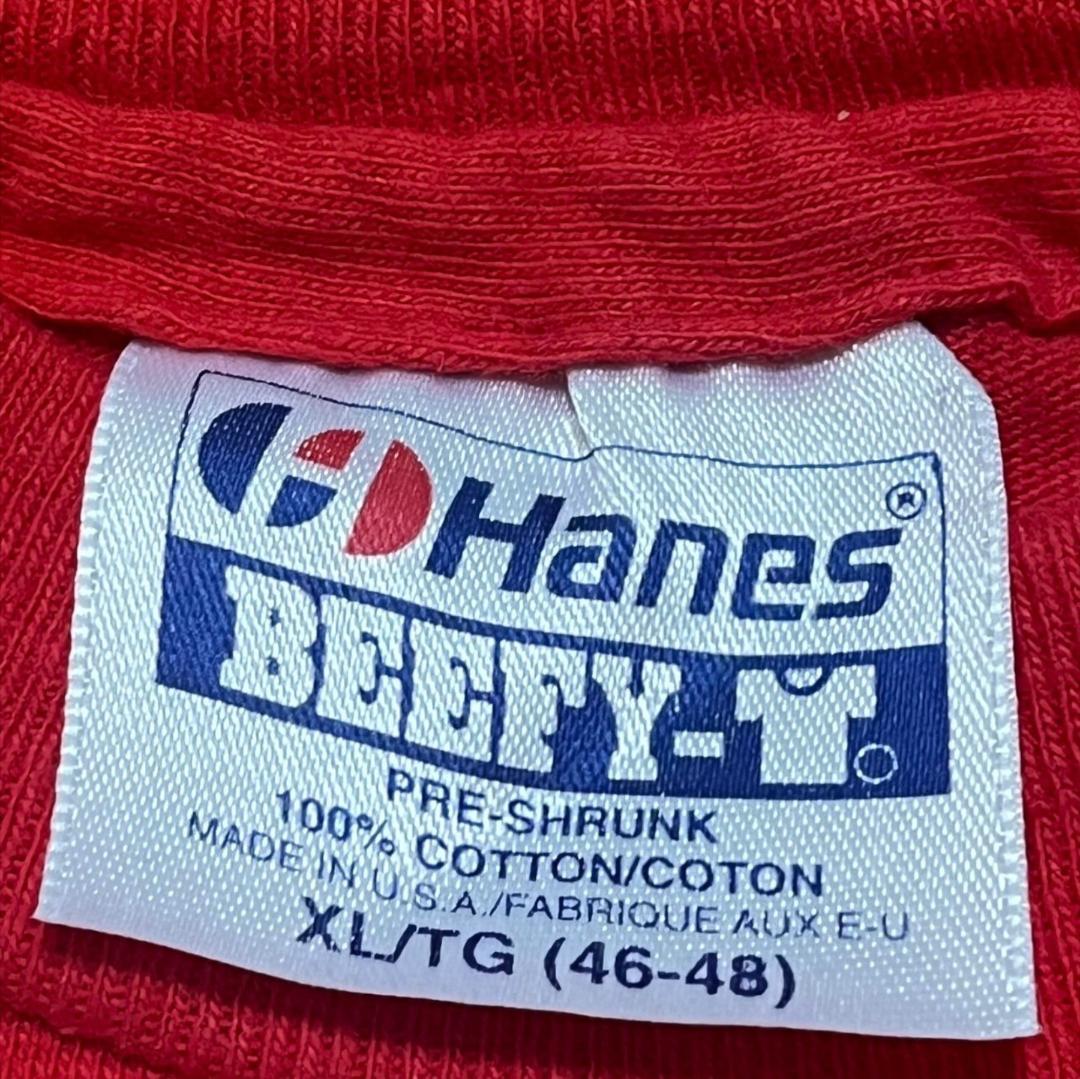 Hanes®
BEEFY-T
PRE-SHRUNK
100% COTTON/COTON
MADE IN U.S.A./FABRIQUE AUX E-U
XL/TG (46-48)